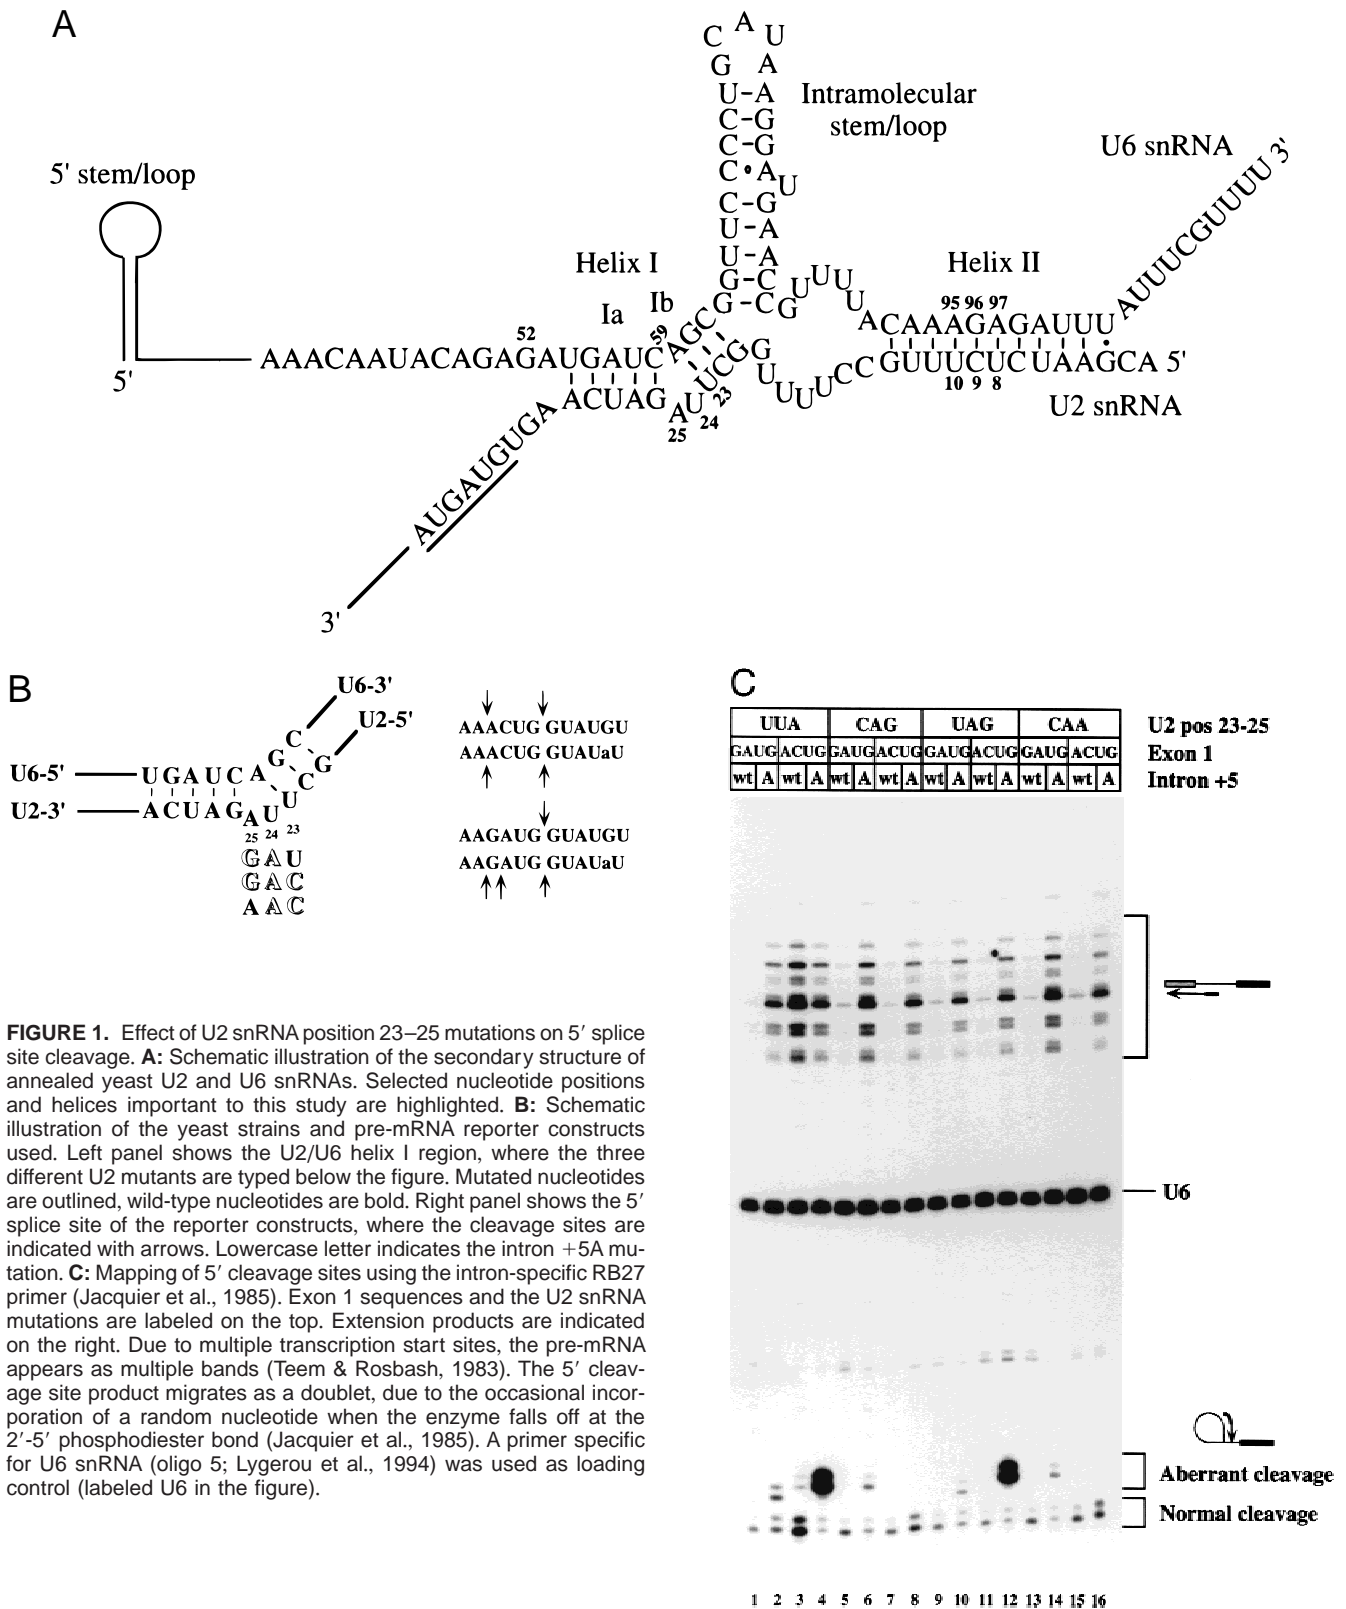 A
C A U
G A
U-A
C-G
C-G
C•A
U
C-G
U-A
U A
G C
G-C
Intramolecular
stem/loop
U6 snRNA
5' stem/loop
Helix I
Ia
Ib
Helix II
52
59
95 96 97
5'
AAACAAUACAGAGAUGAUCAGCG
GUUUU
ACAAAGAGAUUU
AUUUCGUUUU 3'
ACUAGAUUCGG
UUUUCC
GUUUCUCUAAGCA 5'
25
24
23
10 9 8
U2 snRNA
AUGAUGUGA
3'
B
U6-3'
U2-5'
U6-5'
UGAUCAGC
U2-3'
ACUAGAUUCG
25 24 23
G A U
G A C
A A C
AAACUG GUAUGU
AAACUG GUAUaU
AAGAUG GUAUGU
AAGAUG GUAUaU
C
UUA CAG UAG CAA U2 pos 23-25
GAUG ACUG GAUG ACUG GAUG ACUG GAUG ACUG Exon 1
wt A wt A wt A wt A wt A wt A wt A wt A Intron +5
U6
Aberrant cleavage
Normal cleavage
1 2 3 4 5 6 7 8 9 10 11 12 13 14 15 16
FIGURE 1. Effect of U2 snRNA position 23–25 mutations on 5′ splice
site cleavage. A: Schematic illustration of the secondary structure of
annealed yeast U2 and U6 snRNAs. Selected nucleotide positions
and helices important to this study are highlighted. B: Schematic
illustration of the yeast strains and pre-mRNA reporter constructs
used. Left panel shows the U2/U6 helix I region, where the three
different U2 mutants are typed below the figure. Mutated nucleotides
are outlined, wild-type nucleotides are bold. Right panel shows the 5′
splice site of the reporter constructs, where the cleavage sites are
indicated with arrows. Lowercase letter indicates the intron +5A mu-
tation. C: Mapping of 5′ cleavage sites using the intron-specific RB27
primer (Jacquier et al., 1985). Exon 1 sequences and the U2 snRNA
mutations are labeled on the top. Extension products are indicated
on the right. Due to multiple transcription start sites, the pre-mRNA
appears as multiple bands (Teem & Rosbash, 1983). The 5′ cleav-
age site product migrates as a doublet, due to the occasional incor-
poration of a random nucleotide when the enzyme falls off at the
2′-5′ phosphodiester bond (Jacquier et al., 1985). A primer specific
for U6 snRNA (oligo 5; Lygerou et al., 1994) was used as loading
control (labeled U6 in the figure).